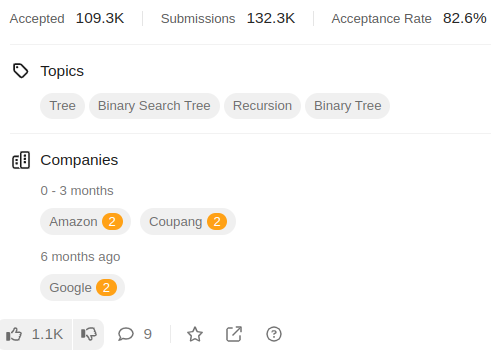 Accepted 109.3K Submissions 132.3K Acceptance Rate 82.6%
Topics
Tree Binary Search Tree Recursion Binary Tree
Companies
0 - 3 months
Amazon 2 Coupang 2
6 months ago
Google 2
1.1K 9